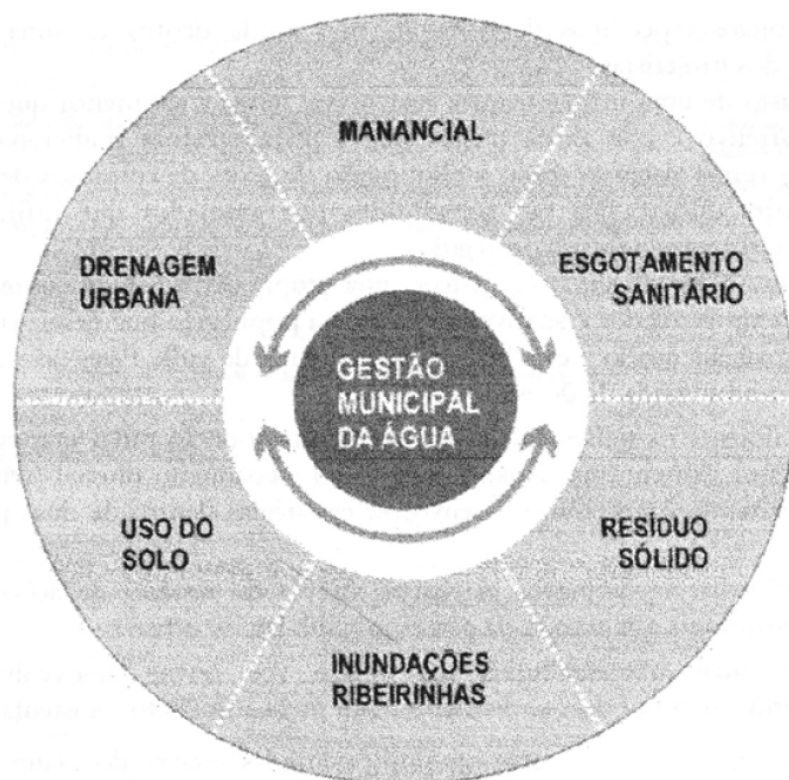 MANANCIAL
DRENAGEM
URBANA
ESGOTAMENTO
SANITÁRIO
GESTÃO
MUNICIPAL
DA ÁGUA
USO DO
SOLO
RESÍDUO
SÓLIDO
INUNDAÇÕES
RIBEIRINHAS